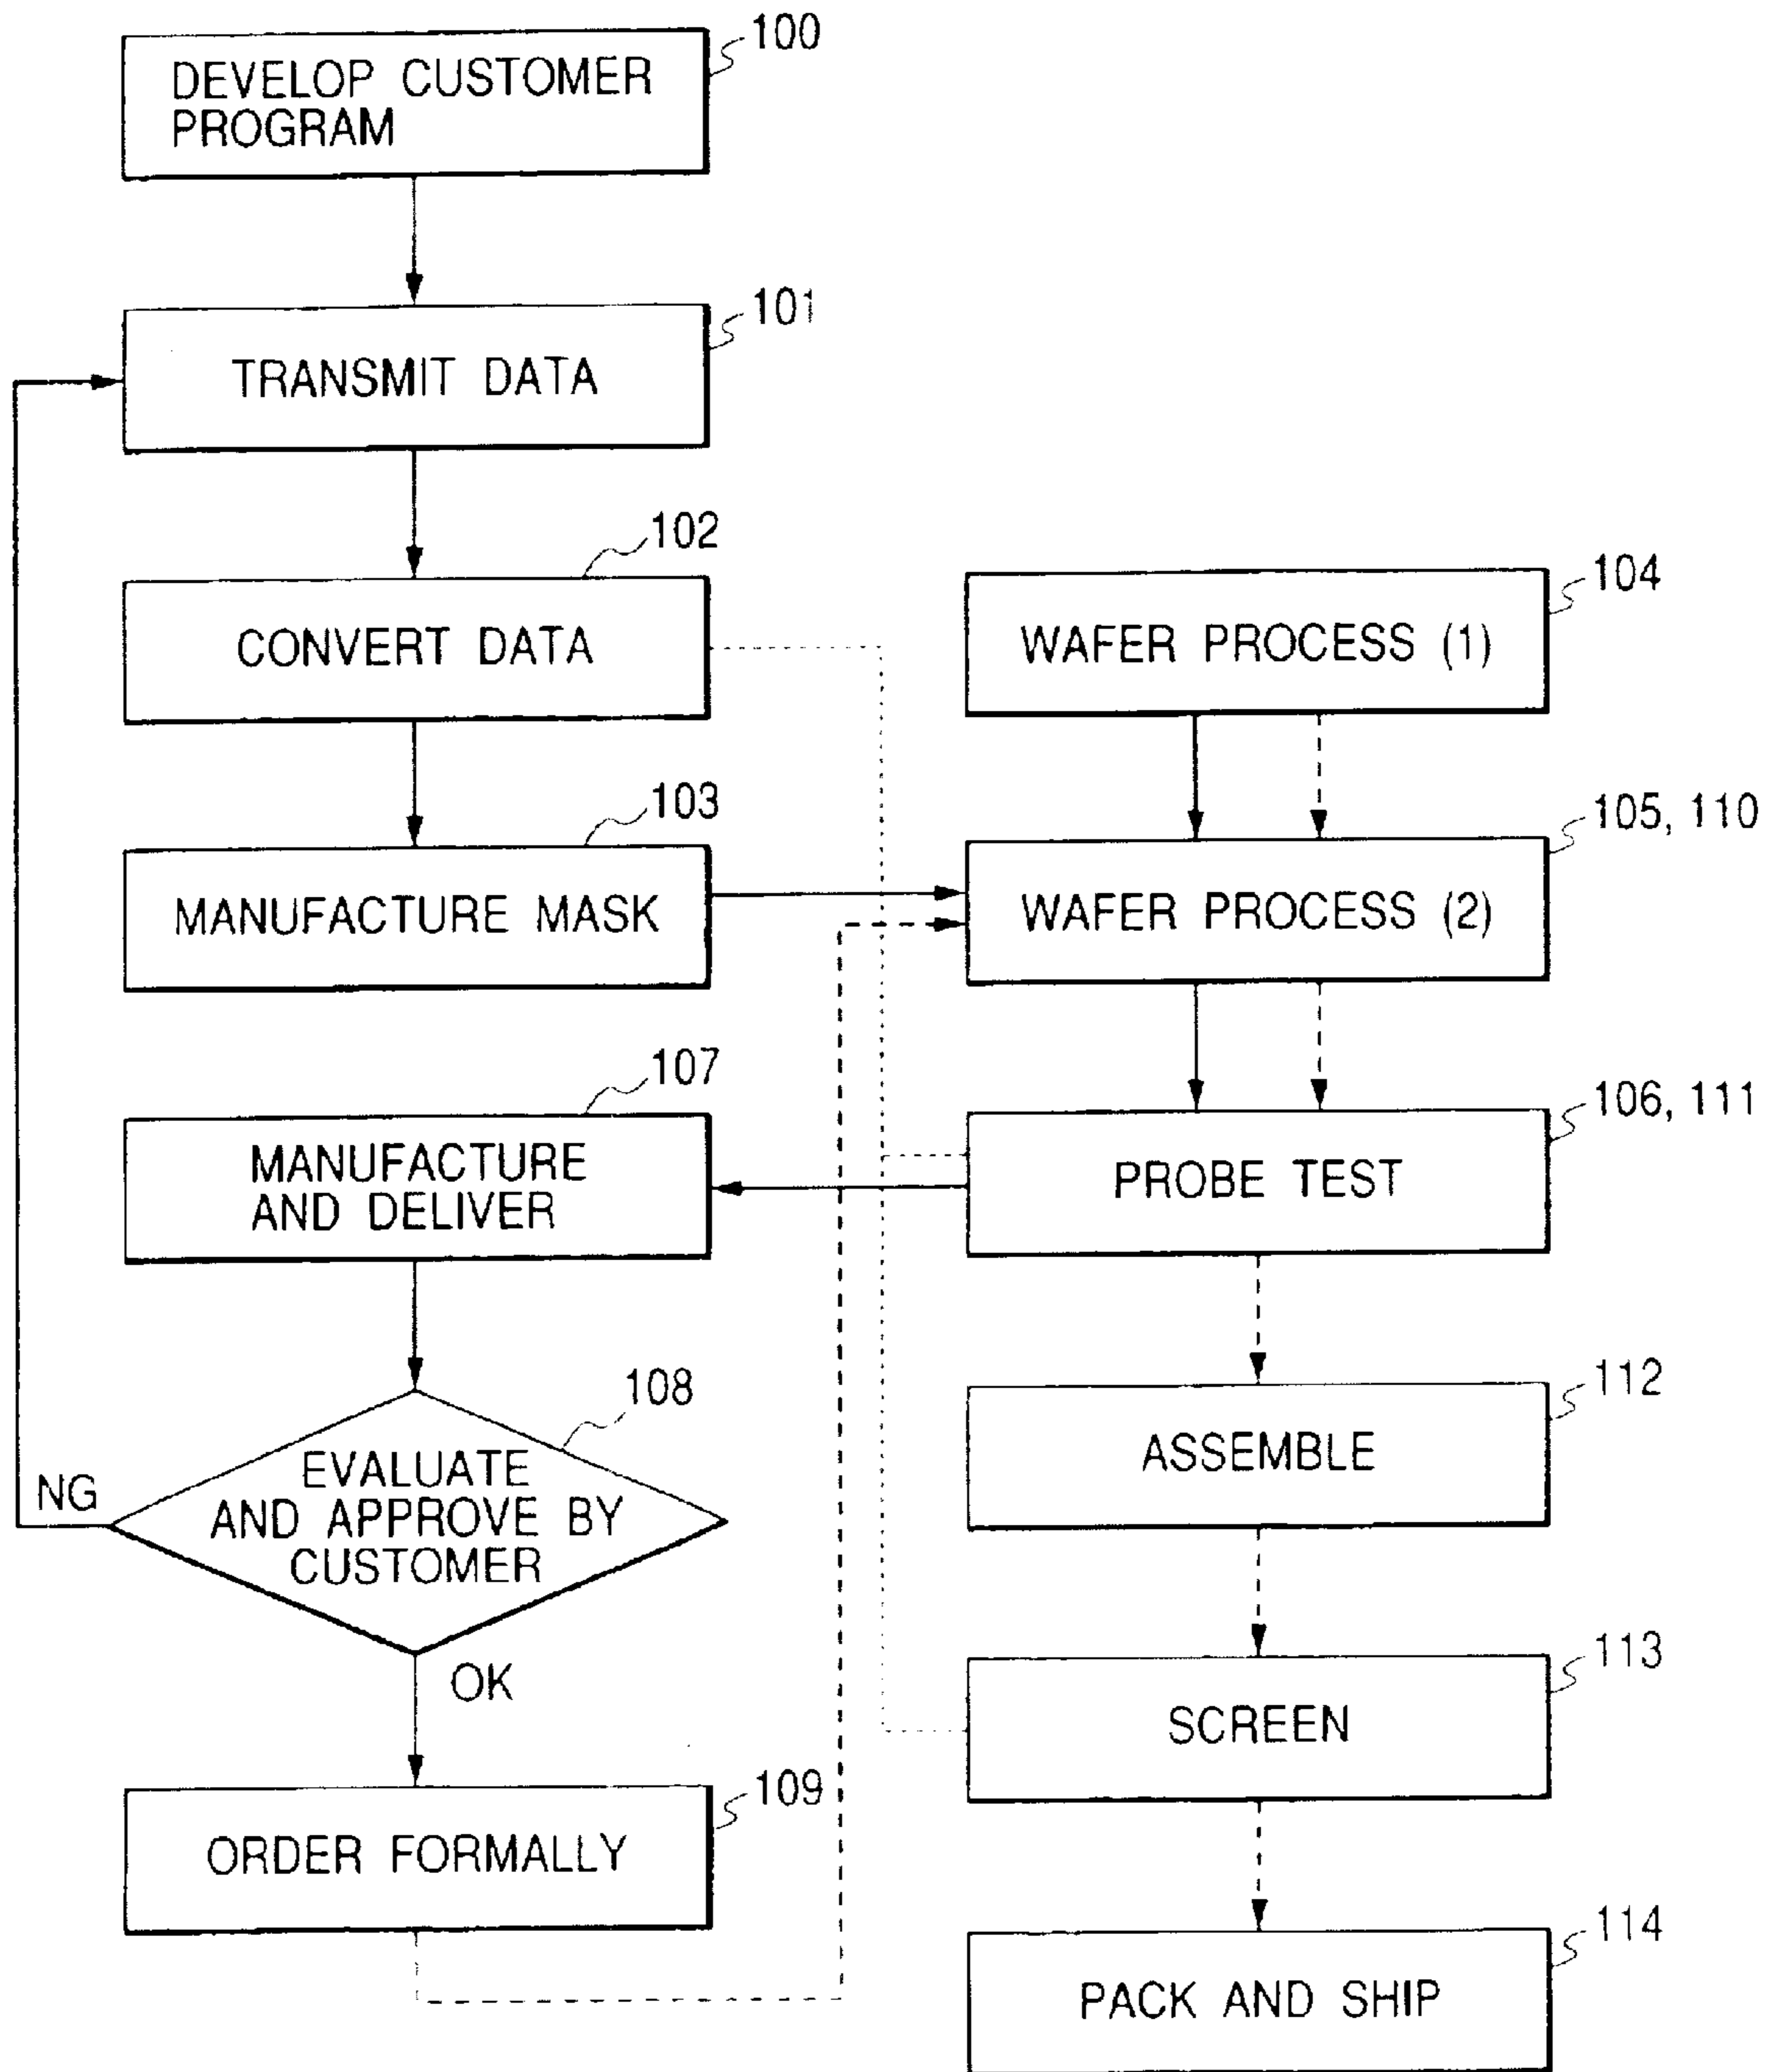 100
DEVELOP CUSTOMER
PROGRAM
101
TRANSMIT DATA
102
CONVERT DATA
103
MANUFACTURE MASK
107
MANUFACTURE
AND DELIVER
108
EVALUATE
AND APPROVE BY
CUSTOMER
NG
OK
109
ORDER FORMALLY
104
WAFER PROCESS (1)
105, 110
WAFER PROCESS (2)
106, 111
PROBE TEST
112
ASSEMBLE
113
SCREEN
114
PACK AND SHIP